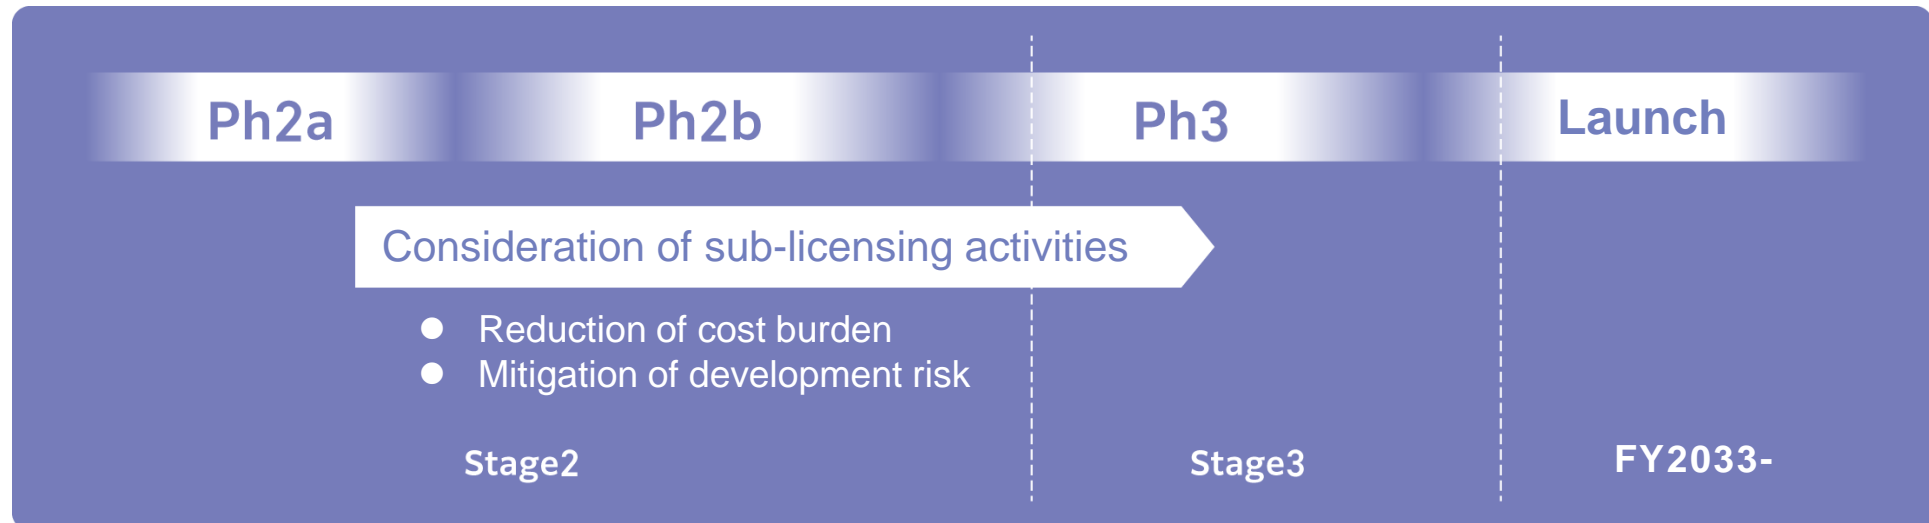 Ph2a
Ph2b
Ph3
Launch
Consideration of sub-licensing activities
● Reduction of cost burden
● Mitigation of development risk
Stage2
Stage3
FY2033-